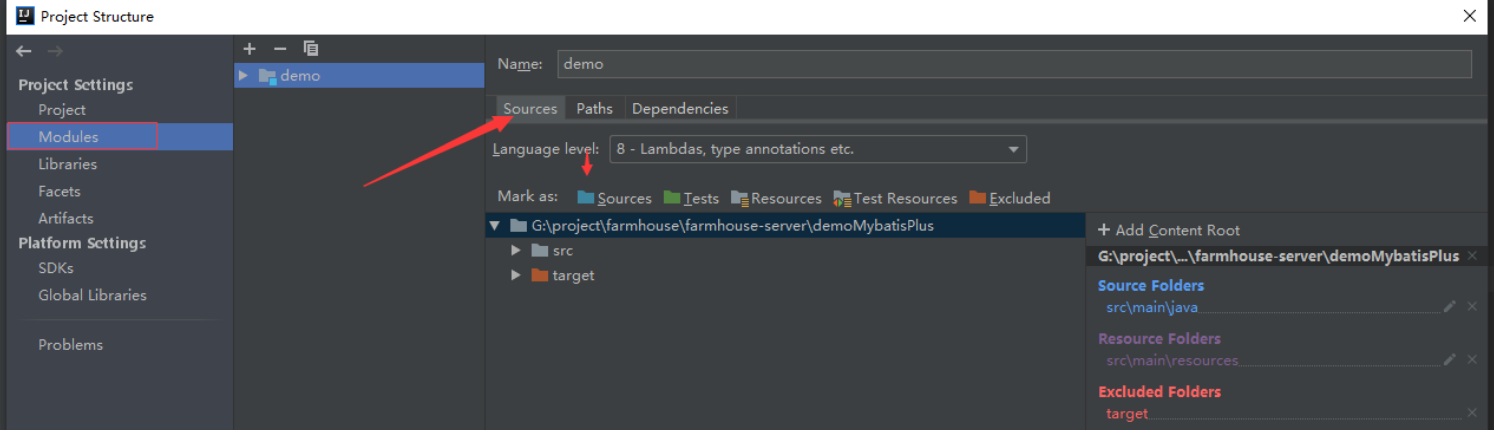 Project Structure
Project Settings
Project
Modules
Libraries
Facets
Artifacts
Platform Settings
SDKs
Global Libraries
Problems
demo
Name: demo
Sources Paths Dependencies
Language level: 8 - Lambdas, type annotations etc.
Mark as: Sources Tests Resources Test Resources Excluded
G:\project\farmhouse\farmhouse-server\demoMybatisPlus
src
target
+ Add Content Root
G:\project\...\farmhouse-server\demoMybatisPlus
Source Folders
src\main\java
Resource Folders
src\main\resources
Excluded Folders
target